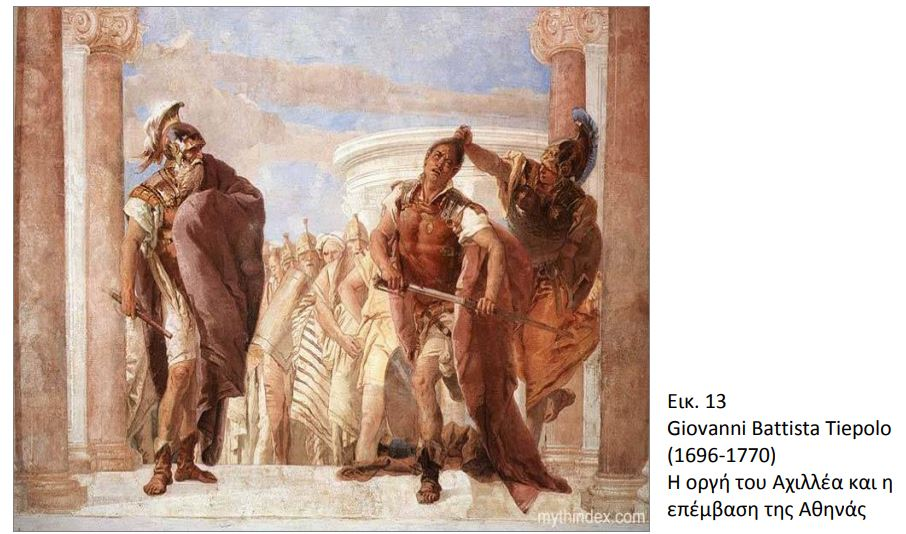 mythindex.com
Εικ. 13
Giovanni Battista Tiepolo
(1696-1770)
Η οργή του Αχιλλέα και η
επέμβαση της Αθηνάς